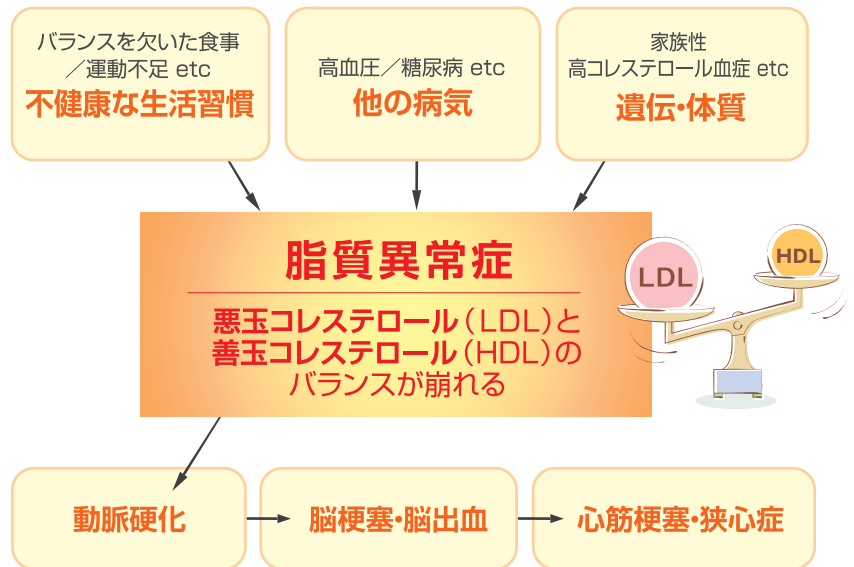 バランスを欠いた食事
／運動不足 etc
不健康な生活習慣
高血圧／糖尿病 etc
他の病気
家族性
高コレステロール血症 etc
遺伝・体質
脂質異常症
悪玉コレステロール（LDL）と
善玉コレステロール（HDL）の
バランスが崩れる
LDL
HDL
動脈硬化
脳梗塞・脳出血
心筋梗塞・狭心症